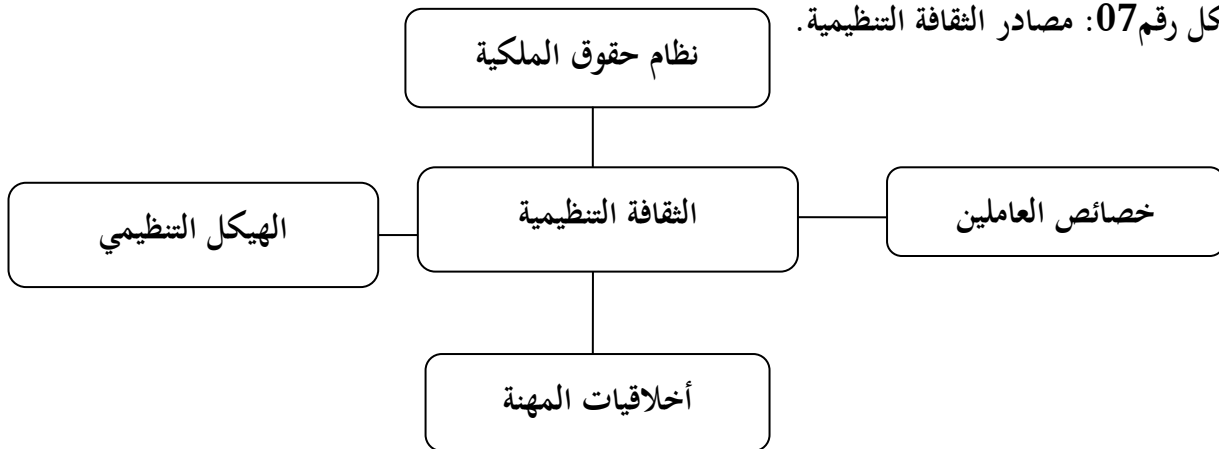 كل رقم07: مصادر الثقافة التنظيمية.
نظام حقوق الملكية
خصائص العاملين
الثقافة التنظيمية
الهيكل التنظيمي
أخلاقيات المهنة